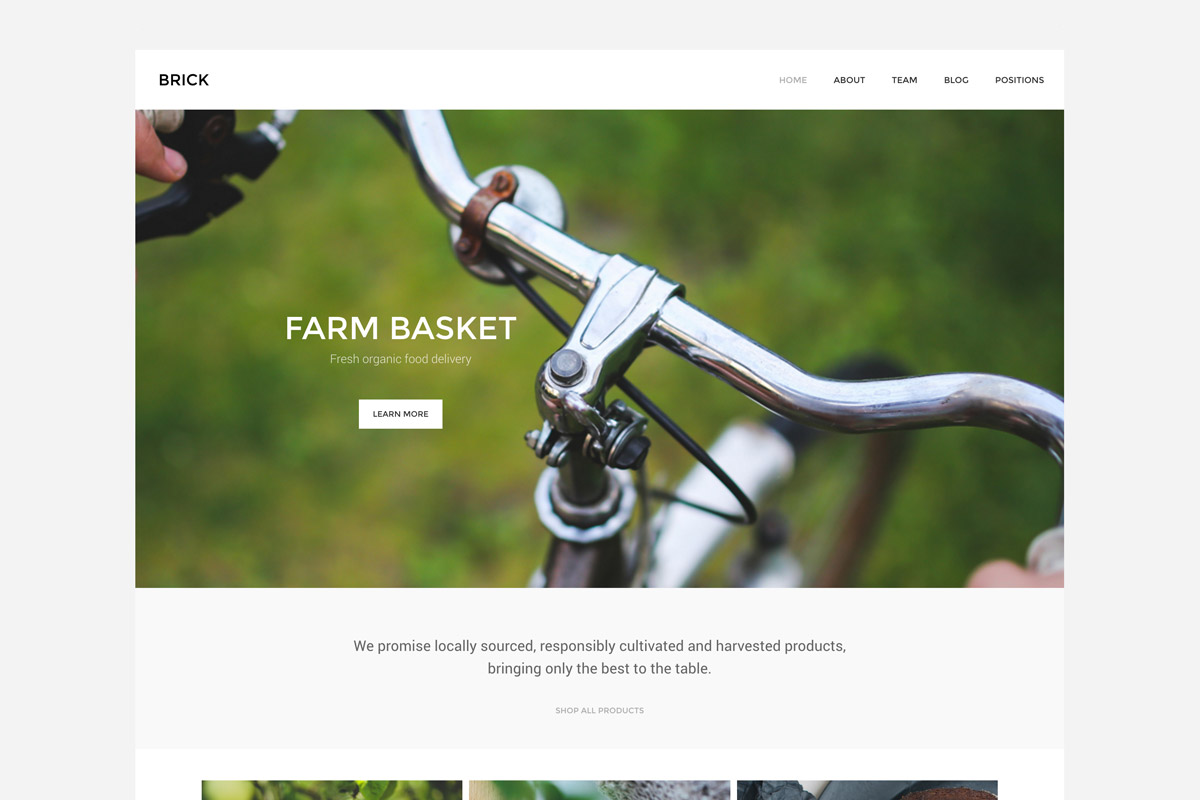 BRICK
HOME ABOUT TEAM BLOG POSITIONS
FARM BASKET
Fresh organic food delivery
LEARN MORE
We promise locally sourced, responsibly cultivated and harvested products,
bringing only the best to the table.
SHOP ALL PRODUCTS